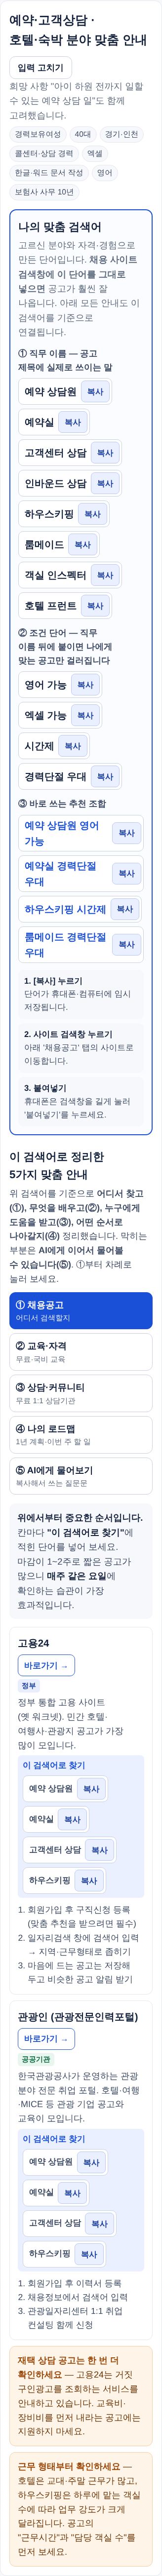 예약·고객상담 ·
호텔·숙박 분야 맞춤 안내
입력 고치기
희망 사항 "아이 하원 전까지 일할
수 있는 예약 상담 일"도 함께
고려했습니다.
경력보유여성
40대
경기·인천
콜센터·상담 경력
엑셀
한글·워드 문서 작성
영어
보험사 사무 10년
나의 맞춤 검색어
고르신 분야와 자격·경험으로
만든 단어입니다. 채용 사이트
검색창에 이 단어를 그대로
넣으면 공고가 훨씬 잘
나옵니다. 아래 모든 안내도 이
검색어를 기준으로
연결됩니다.
① 직무 이름 — 공고
제목에 실제로 쓰이는 말
예약 상담원 복사
예약실 복사
고객센터 상담 복사
인바운드 상담 복사
하우스키핑 복사
룸메이드 복사
객실 인스펙터 복사
호텔 프런트 복사
② 조건 단어 — 직무
이름 뒤에 붙이면 나에게
맞는 공고만 걸러집니다
영어 가능 복사
엑셀 가능 복사
시간제 복사
경력단절 우대 복사
③ 바로 쓰는 추천 조합
예약 상담원 영어
가능
복사
예약실 경력단절
우대
복사
하우스키핑 시간제 복사
룸메이드 경력단절
우대
복사
1. [복사] 누르기
단어가 휴대폰·컴퓨터에 임시
저장됩니다.
2. 사이트 검색창 누르기
아래 '채용공고' 탭의 사이트로
이동합니다.
3. 붙여넣기
휴대폰은 검색창을 길게 눌러
'붙여넣기'를 누르세요.
이 검색어로 정리한
5가지 맞춤 안내
위 검색어를 기준으로 어디서 찾고
(①), 무엇을 배우고(②), 누구에게
도움을 받고(③), 어떤 순서로
나아갈지(④) 정리했습니다. 막히는
부분은 AI에게 이어서 물어볼
수 있습니다(⑤). ①부터 차례로
눌러 보세요.
① 채용공고
어디서 검색할지
② 교육·자격
무료·국비 교육
③ 상담·커뮤니티
무료 1:1 상담기관
④ 나의 로드맵
1년 계획·이번 주 할 일
⑤ AI에게 물어보기
복사해서 쓰는 질문문
위에서부터 중요한 순서입니다.
칸마다 "이 검색어로 찾기"에
적힌 단어를 넣어 보세요.
마감이 1~2주로 짧은 공고가
많으니 매주 같은 요일에
확인하는 습관이 가장
효과적입니다.
고용24
바로가기 →
정부
정부 통합 고용 사이트
(옛 워크넷). 민간 호텔·
여행사·관광지 공고가 가장
많이 모입니다.
이 검색어로 찾기
예약 상담원 복사
예약실 복사
고객센터 상담 복사
하우스키핑 복사
1. 회원가입 후 구직신청 등록
(맞춤 추천을 받으려면 필수)
2. 일자리검색 창에 검색어 입력
→ 지역·근무형태로 좁히기
3. 마음에 드는 공고는 저장해
두고 비슷한 공고 알림 받기
관광인 (관광전문인력포털)
바로가기 →
공공기관
한국관광공사가 운영하는 관광
분야 전문 취업 포털. 호텔·여행
·MICE 등 관광 기업 공고와
교육이 모입니다.
이 검색어로 찾기
예약 상담원 복사
예약실 복사
고객센터 상담 복사
하우스키핑 복사
1. 회원가입 후 이력서 등록
2. 채용정보에서 검색어 입력
3. 관광일자리센터 1:1 취업
컨설팅 함께 신청
재택 상담 공고는 한 번 더
확인하세요 — 고용24는 거짓
구인광고를 조회하는 서비스를
안내하고 있습니다. 교육비·
장비비를 먼저 내라는 공고에는
지원하지 마세요.
근무 형태부터 확인하세요 —
호텔은 교대·주말 근무가 많고,
하우스키핑은 하루에 맡는 객실
수에 따라 업무 강도가 크게
달라집니다. 공고의
"근무시간"과 "담당 객실 수"를
먼저 보세요.